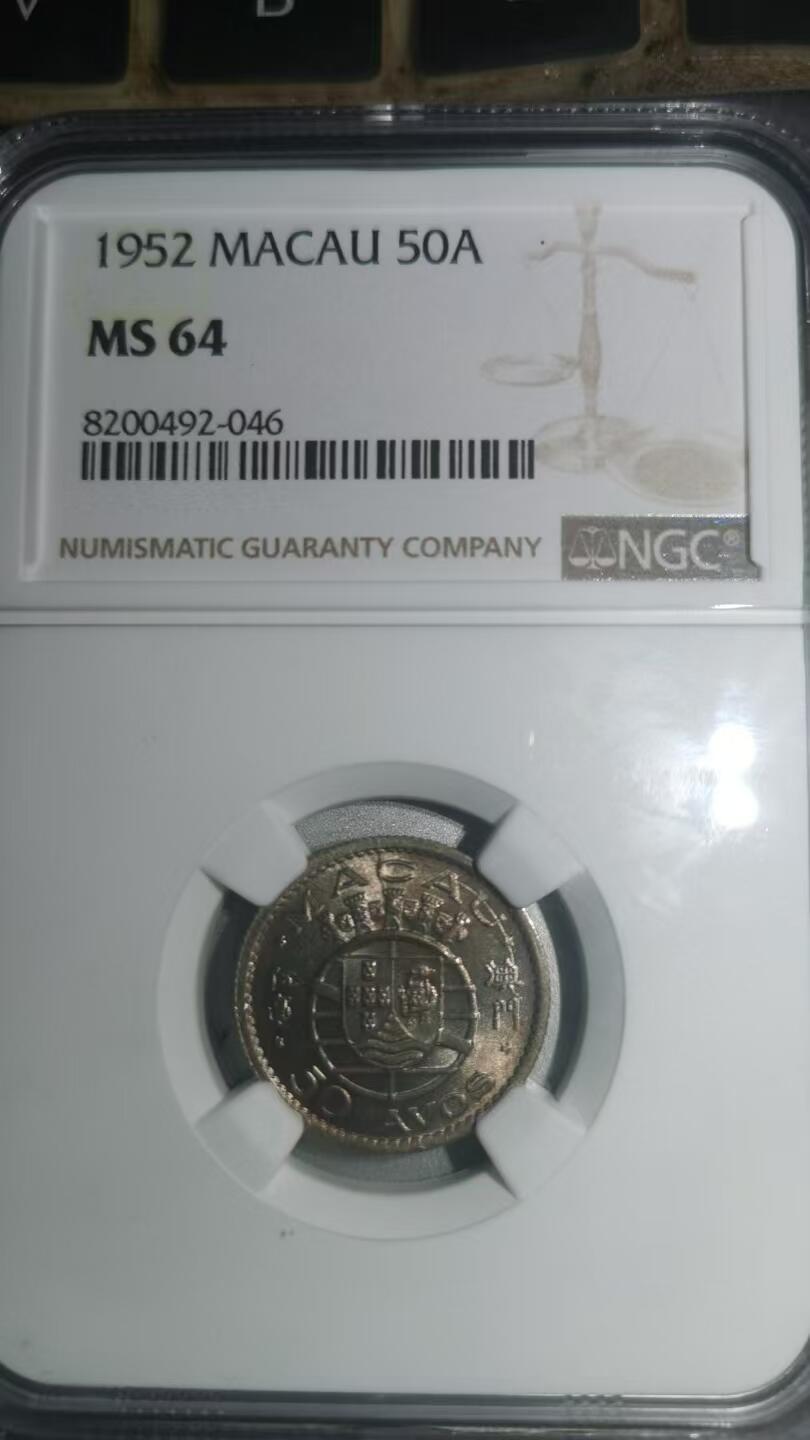 V B
1952 MACAU 50A
MS 64
8200492-046
NUMISMATIC GUARANTY COMPANY
NGC®
MACAU
澳門
50 AVOS